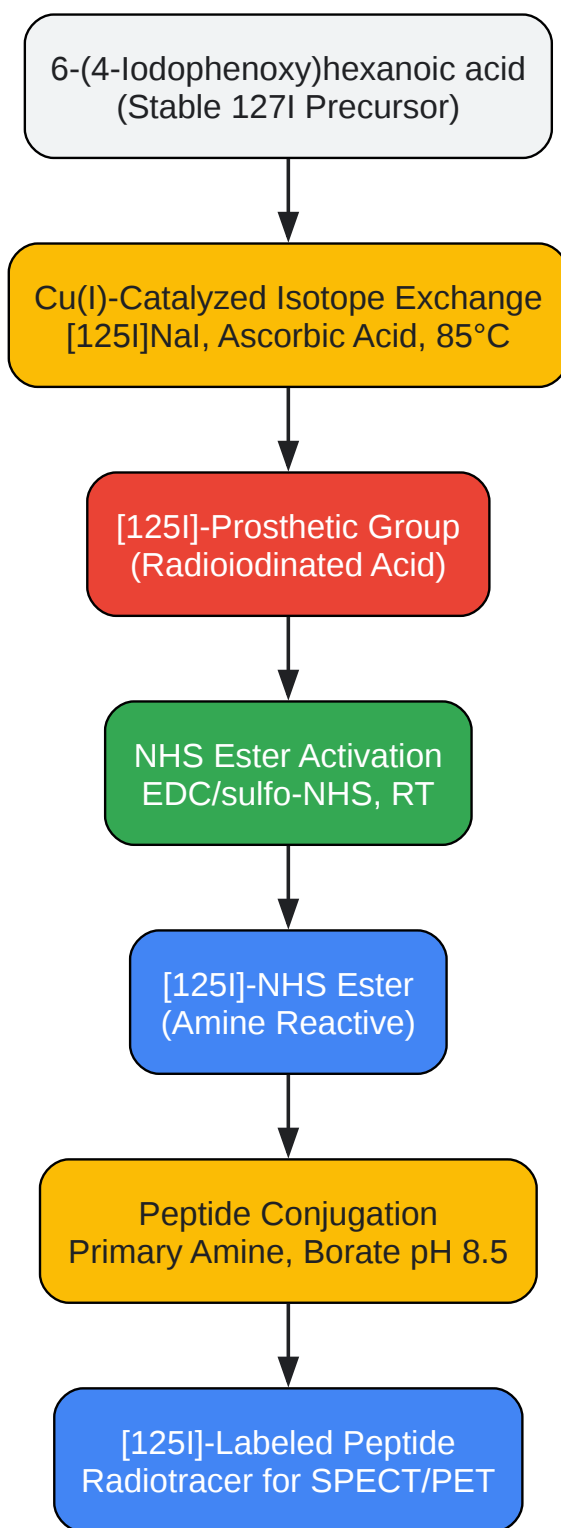 6-(4-Iodophenoxy)hexanoic acid
(Stable 127I Precursor)
Cu(I)-Catalyzed Isotope Exchange
[125I]NaI, Ascorbic Acid, 85°C
[125I]-Prosthetic Group
(Radioiodinated Acid)
NHS Ester Activation
EDC/sulfo-NHS, RT
[125I]-NHS Ester
(Amine Reactive)
Peptide Conjugation
Primary Amine, Borate pH 8.5
[125I]-Labeled Peptide
Radiotracer for SPECT/PET